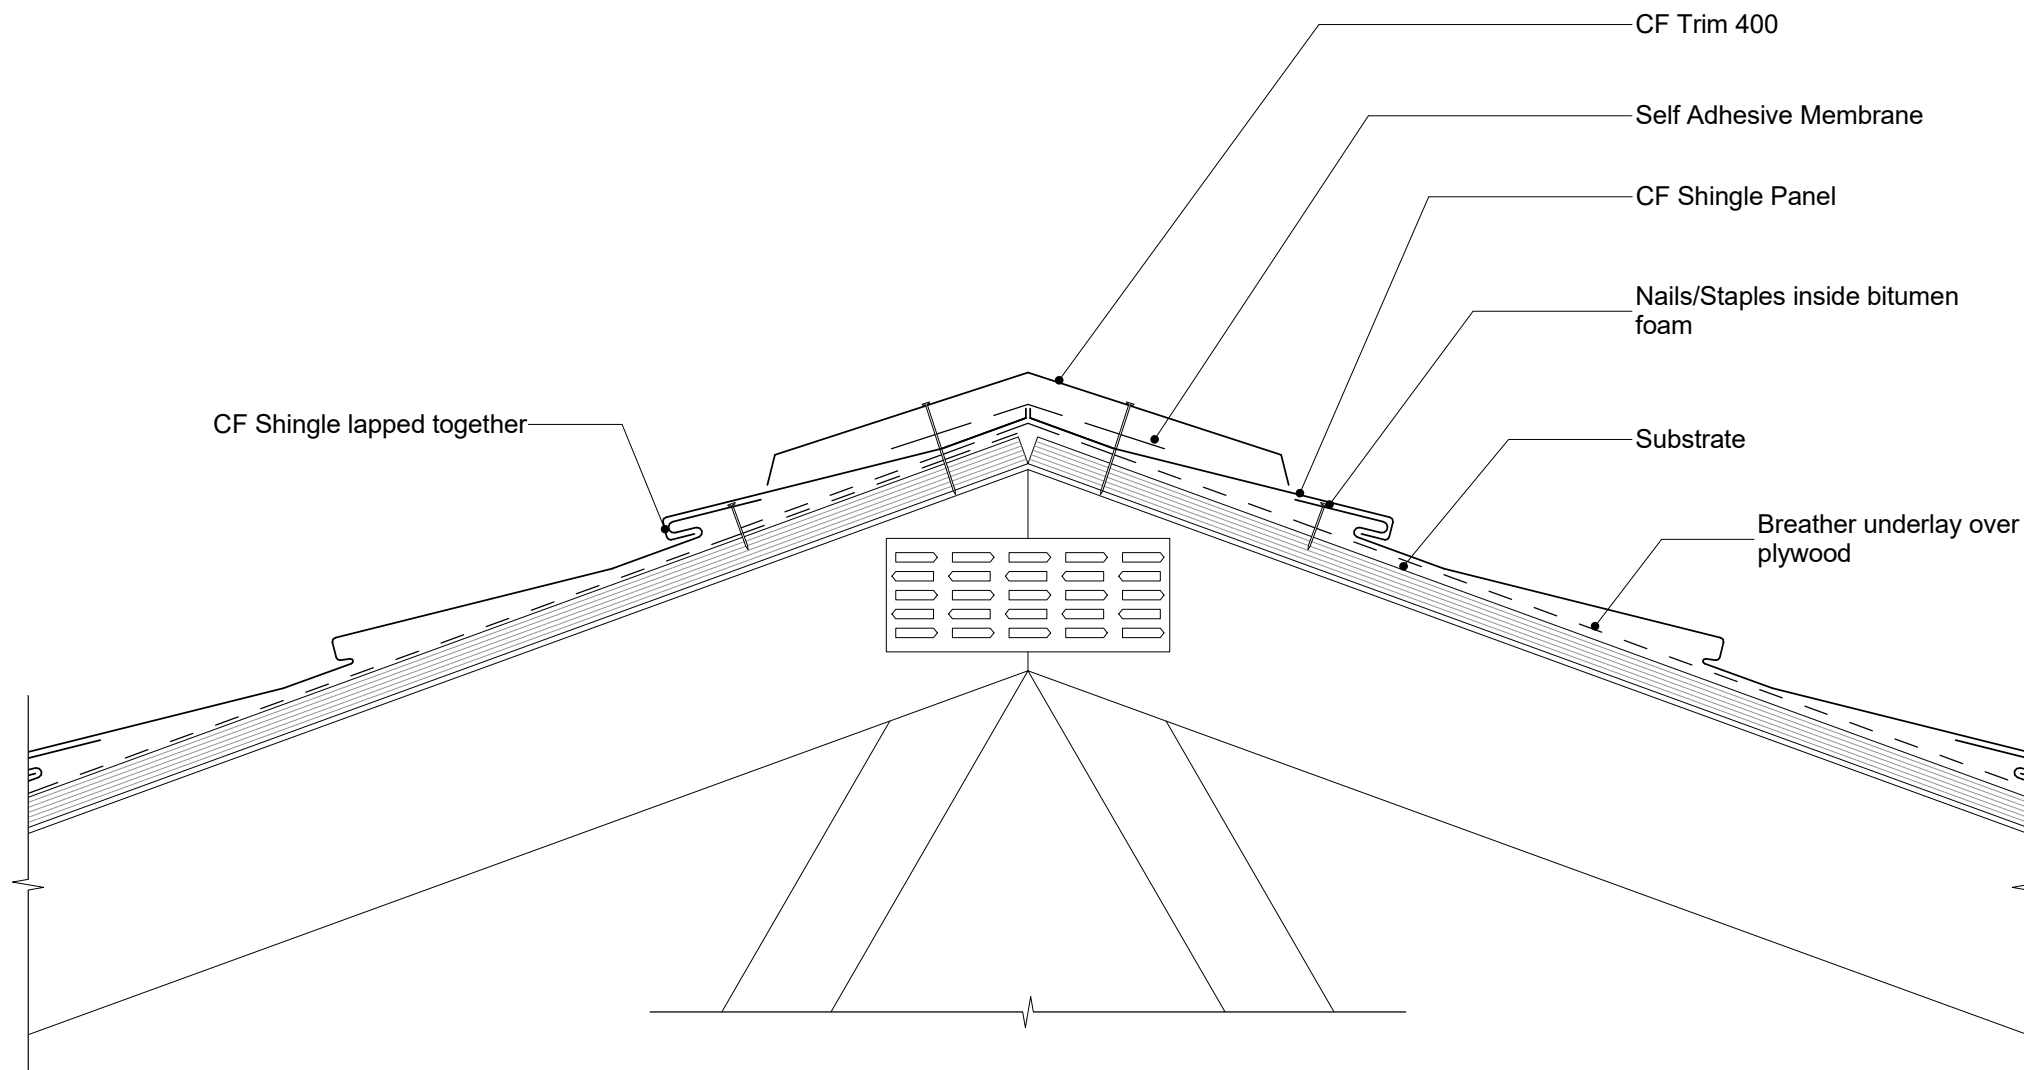 CF Trim 400
Self Adhesive Membrane
CF Shingle Panel
Nails/Staples inside bitumen
foam
CF Shingle lapped together
Substrate
Breather underlay over
plywood